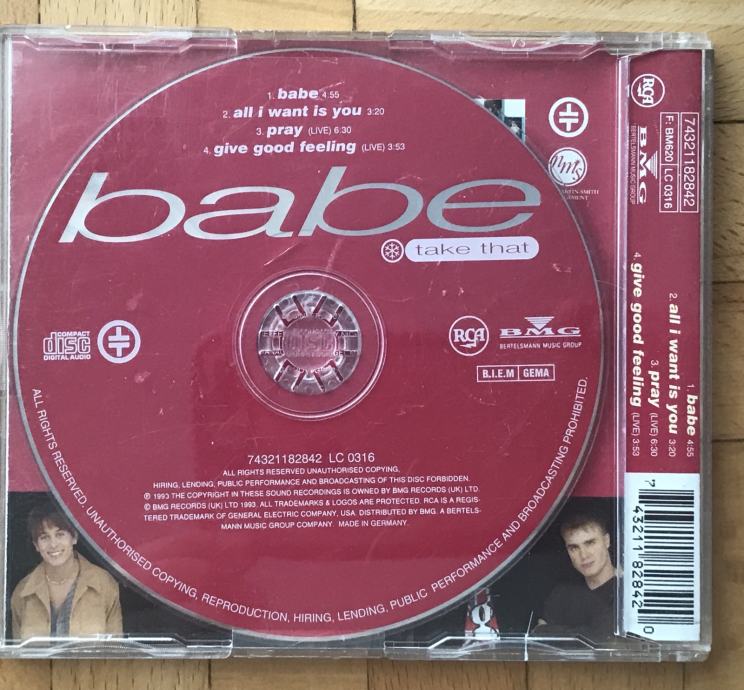 1. babe 4:55
2. all i want is you 3:20
3. pray (LIVE) 6:30
4. give good feeling (LIVE) 3:53
babe
take that
COMPACT
disc
DIGITAL AUDIO
RCA
BMG
BERTELSMANN MUSIC GROUP
B.I.E.M GEMA
74321182842 LC 0316
ALL RIGHTS RESERVED UNAUTHORISED COPYING,
HIRING, LENDING, PUBLIC PERFORMANCE AND BROADCASTING OF THIS DISC FORBIDDEN.
℗ 1993 THE COPYRIGHT IN THESE SOUND RECORDINGS IS OWNED BY BMG RECORDS (UK) LTD.
© BMG RECORDS (UK) LTD 1993. ALL TRADEMARKS & LOGOS ARE PROTECTED. RCA IS A REGIS-
TERED TRADEMARK OF GENERAL ELECTRIC COMPANY, USA. DISTRIBUTED BY BMG. A BERTELS-
MANN MUSIC GROUP COMPANY. MADE IN GERMANY.
ALL RIGHTS RESERVED. UNAUTHORISED COPYING, REPRODUCTION, HIRING, LENDING, PUBLIC PERFORMANCE AND BROADCASTING PROHIBITED.
RCA
BMG
BERTELSMANN MUSIC GROUP
74321182842
F: BM620 LC 0316
1. babe 4:55
2. all i want is you 3:20
3. pray (LIVE) 6:30
4. give good feeling (LIVE) 3:53
7 43211 82842 0
g